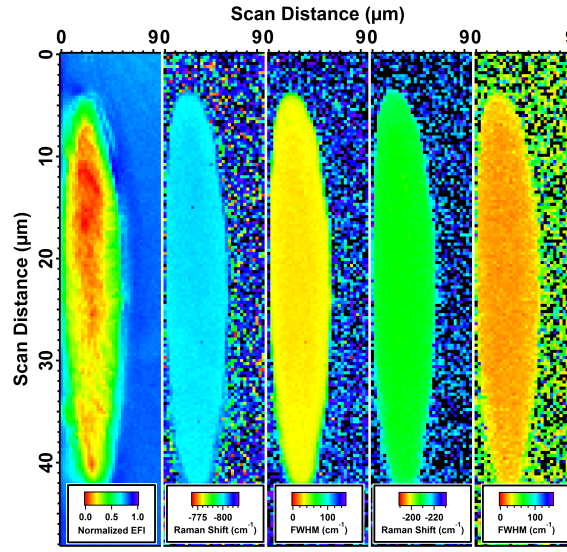 Scan Distance (µm)
0 90 90 90 90 9
Scan Distance (µm)
0
10
20
30
40
0.0 0.5 1.0
Normalized EFI
-775 -800
Raman Shift (cm⁻¹)
0 100
FWHM (cm⁻¹)
-200 -220
Raman Shift (cm⁻¹)
0 100
FWHM (cm⁻¹)